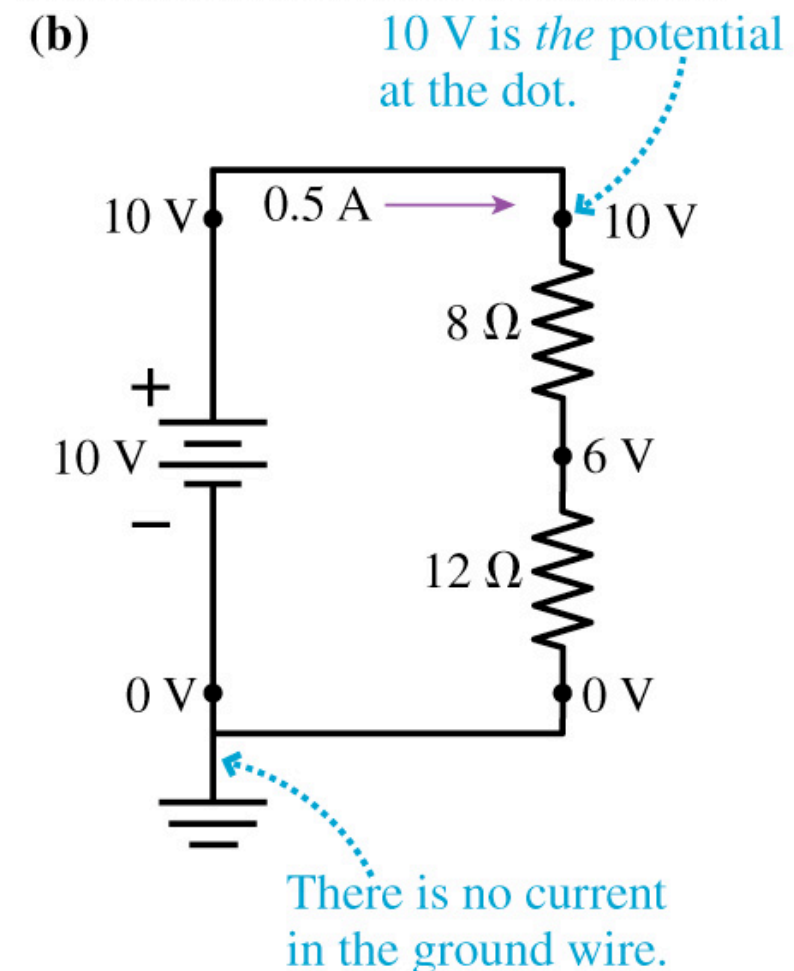 (b)
10 V is the potential
at the dot.
10 V
0.5 A
10 V
8 Ω
+
10 V
6 V
–
12 Ω
0 V
0 V
There is no current
in the ground wire.